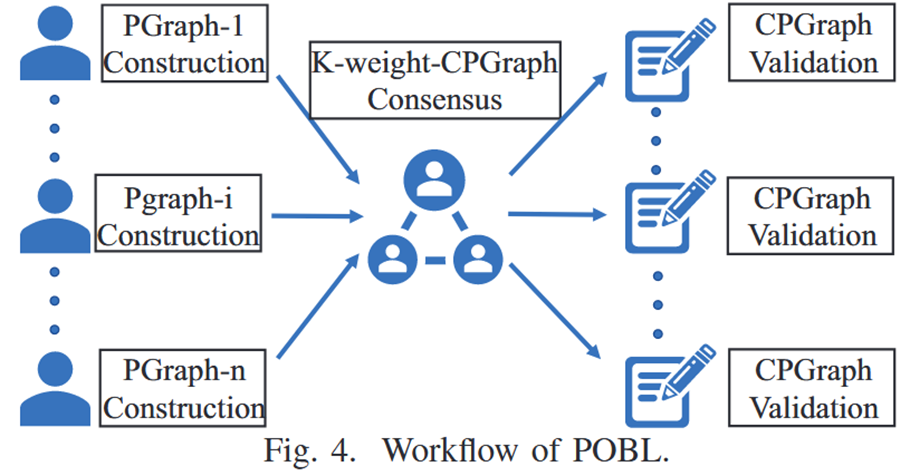 PGraph-1
Construction
K-weight-CPGraph
Consensus
CPGraph
Validation
Pgraph-i
Construction
CPGraph
Validation
PGraph-n
Construction
CPGraph
Validation
Fig. 4. Workflow of POBL.